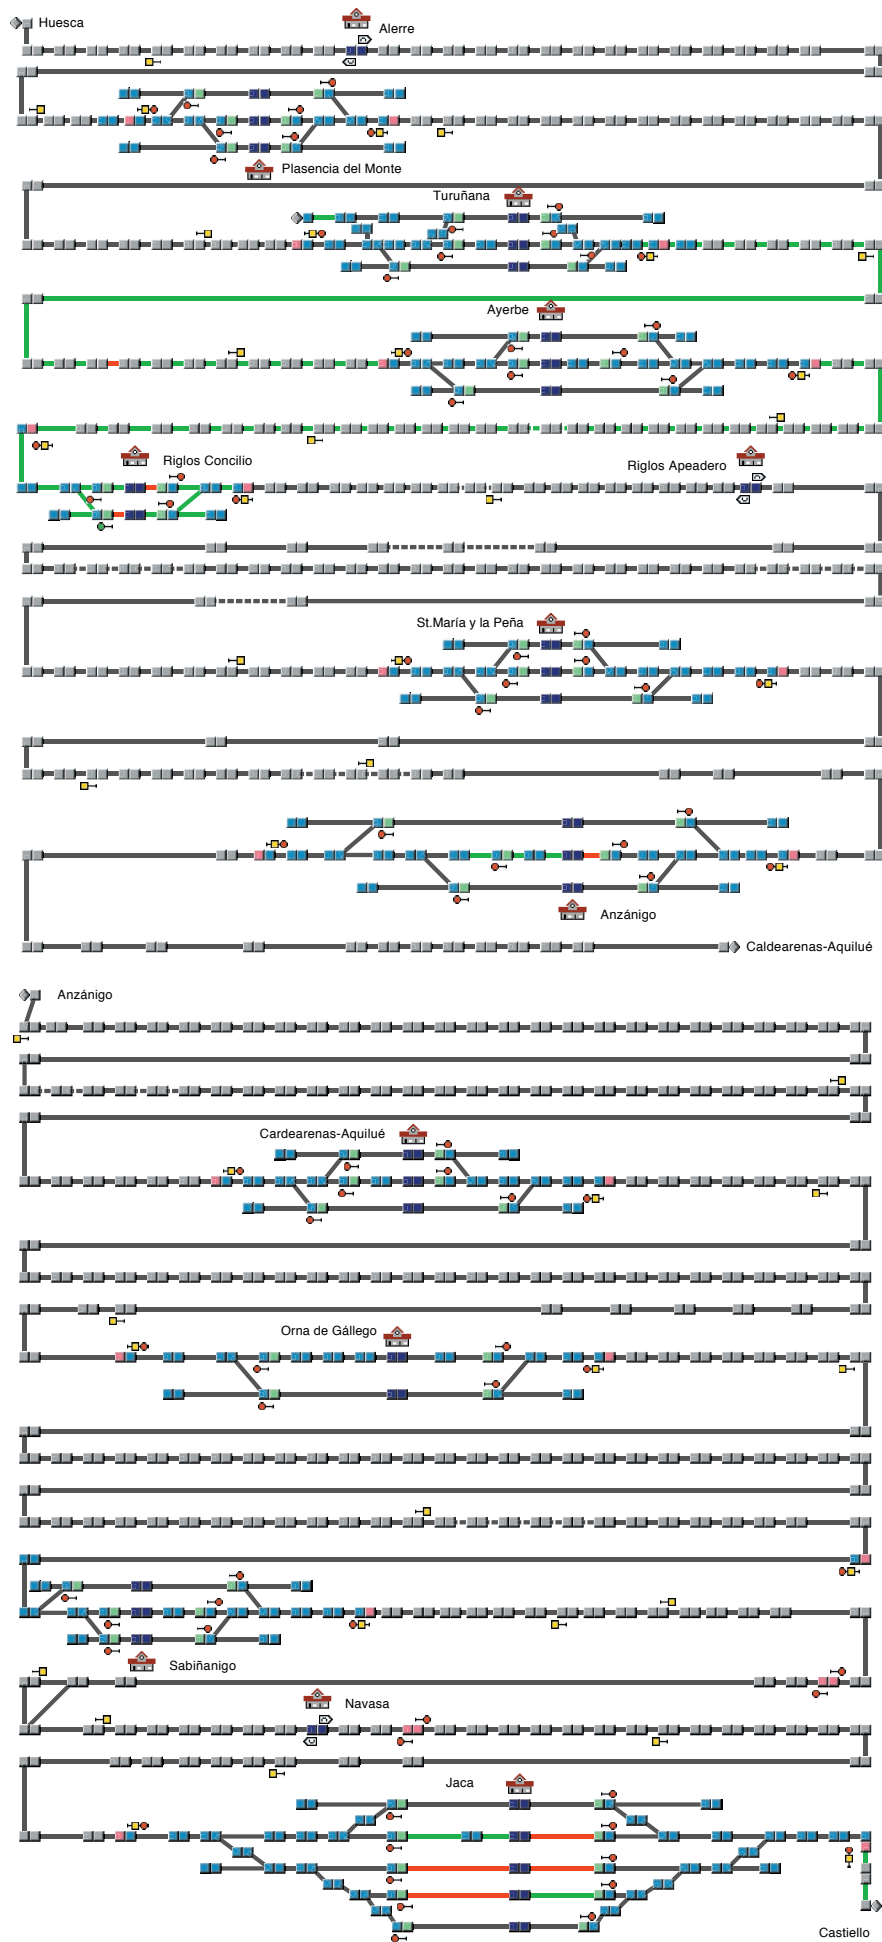 Huesca
Alerre
Plasencia del Monte
Turuñana
Ayerbe
Riglos Concilio
Riglos Apeadero
St.María y la Peña
Anzánigo
Caldearenas-Aquilué
Anzánigo
Cardearenas-Aquilué
Orna de Gállego
Sabiñanigo
Navasa
Jaca
Castiello